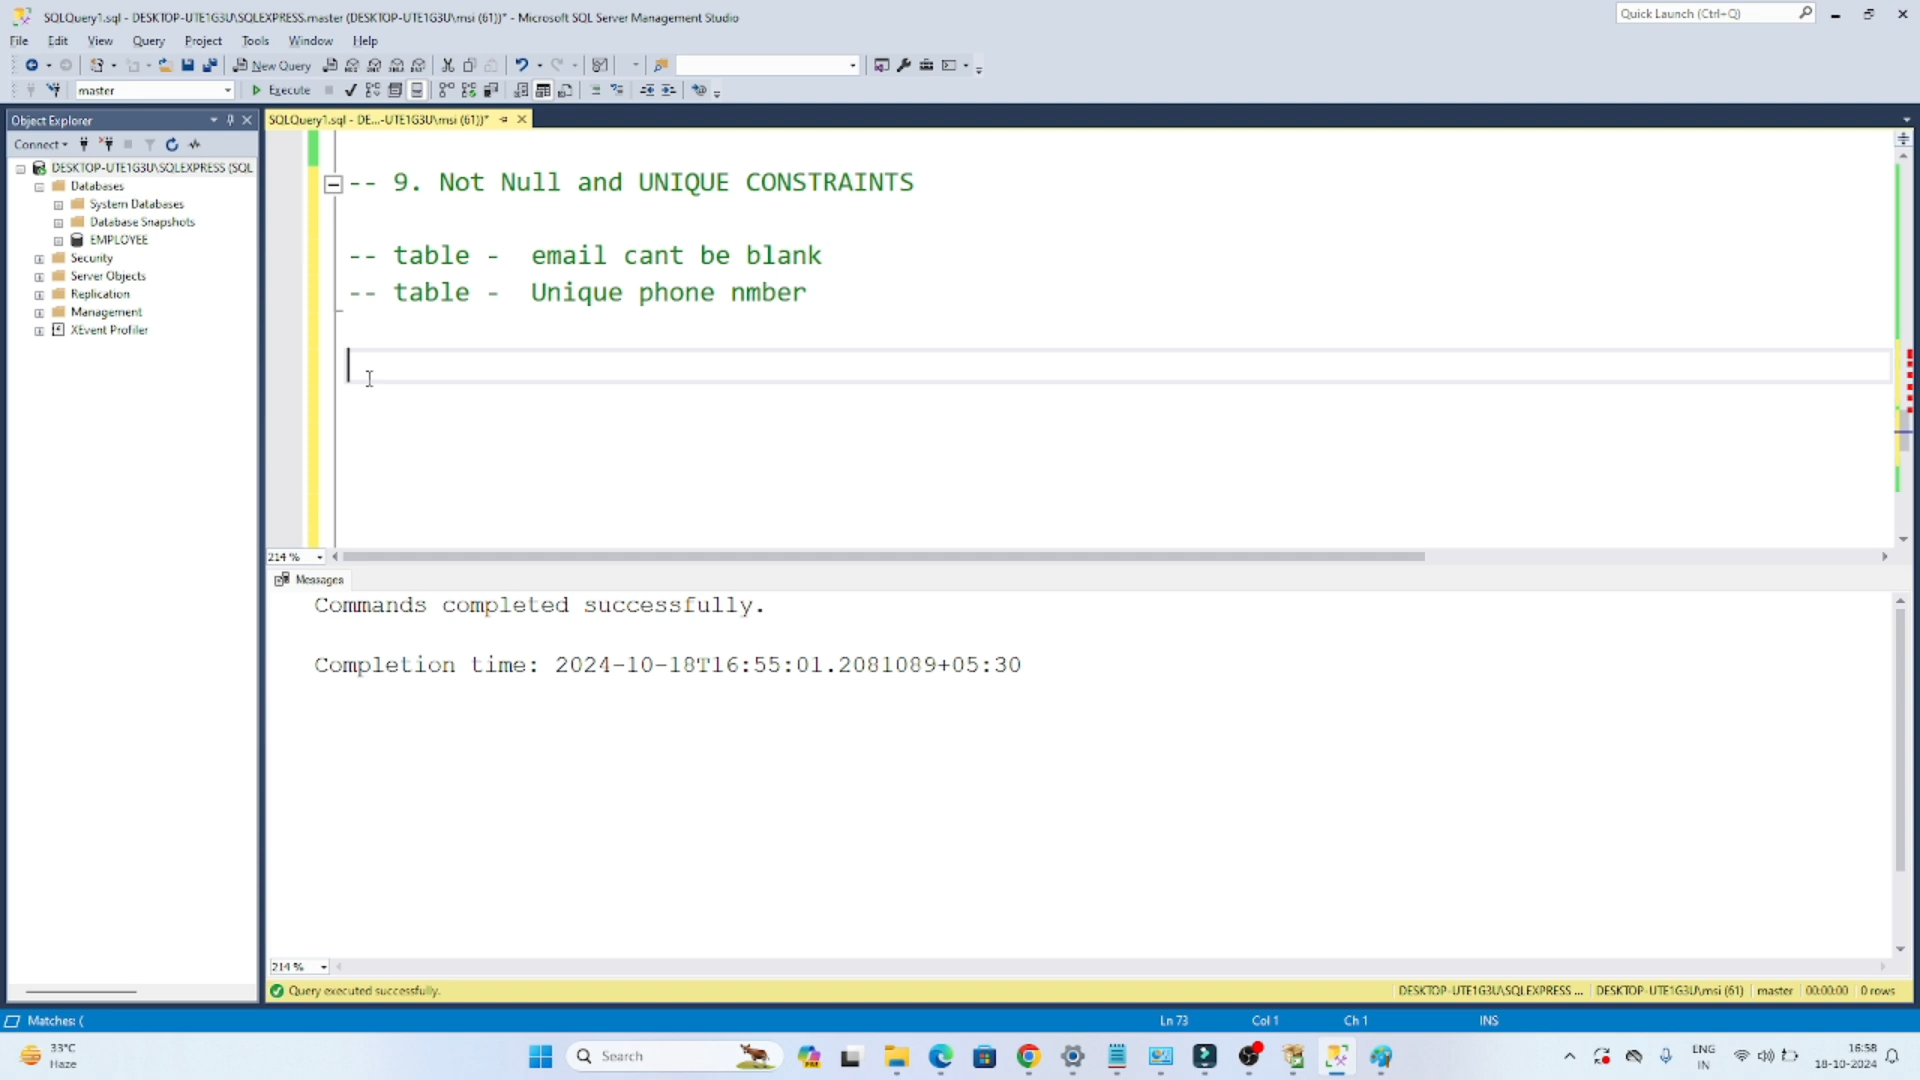 SQLQuery1.sql - DESKTOP-UTE1G3U\SQLEXPRESS.master (DESKTOP-UTE1G3U\msi (61))* - Microsoft SQL Server Management Studio
Quick Launch (Ctrl+Q)
File Edit View Query Project Tools Window Help
New Query
master
Execute
Object Explorer
SQLQuery1.sql - DE...-UTE1G3U\msi (61))*
Connect
DESKTOP-UTE1G3U\SQLEXPRESS (SQL
Databases
System Databases
Database Snapshots
EMPLOYEE
Security
Server Objects
Replication
Management
XEvent Profiler
-- 9. Not Null and UNIQUE CONSTRAINTS
-- table -  email cant be blank
-- table -  Unique phone nmber
214 %
Messages
Commands completed successfully.
Completion time: 2024-10-18T16:55:01.2081089+05:30
214 %
Query executed successfully.
DESKTOP-UTE1G3U\SQLEXPRESS ... DESKTOP-UTE1G3U\msi (61) master 00:00:00 0 rows
Matches: (
Ln 73 Col 1 Ch 1 INS
33°C
Haze
Search
ENG
IN
16:58
18-10-2024